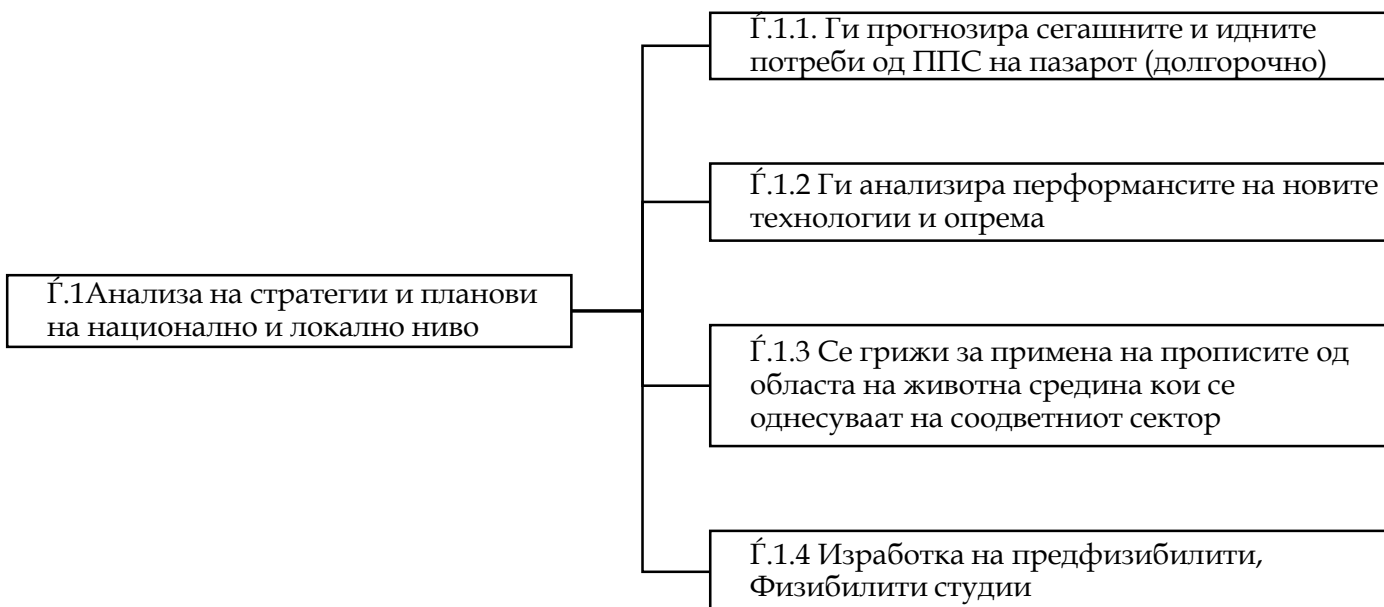 Ѓ.1Анализа на стратегии и планови
на национално и локално ниво
Ѓ.1.1. Ги прогнозира сегашните и идните
потреби од ППС на пазарот (долгорочно)
Ѓ.1.2 Ги анализира перформансите на новите
технологии и опрема
Ѓ.1.3 Се грижи за примена на прописите од
областа на животна средина кои се
однесуваат на соодветниот сектор
Ѓ.1.4 Изработка на предфизибилити,
Физибилити студии